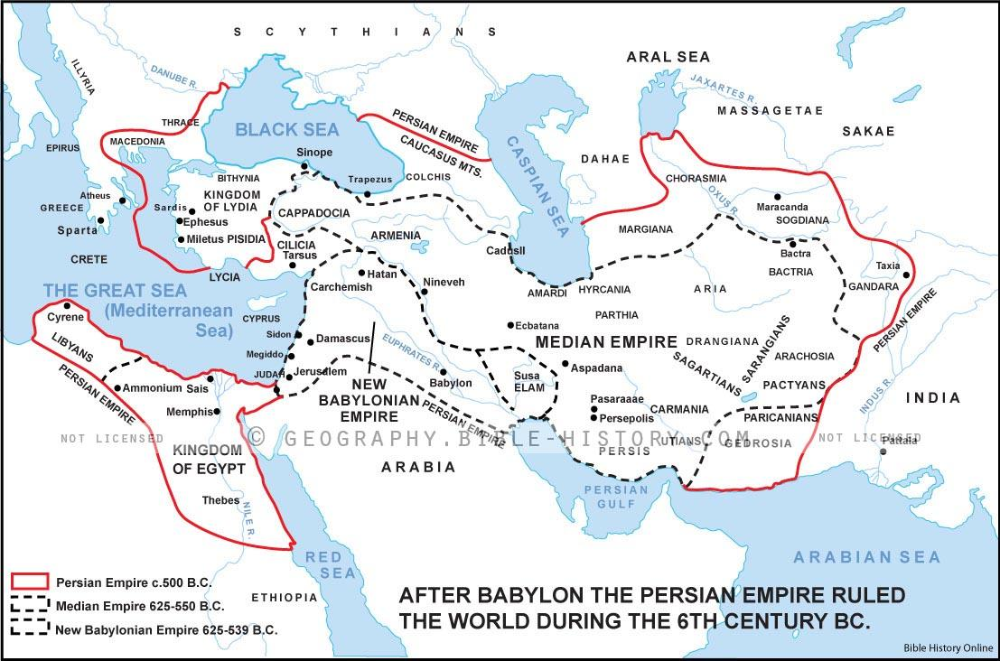 SCYTHIANS
ARAL SEA
ILLYRIA
DANUBE R.
JAXARTES R.
MASSAGETAE
THRACE
BLACK SEA
PERSIAN EMPIRE
CAUCASUS MTS.
SAKAE
EPIRUS
MACEDONIA
CASPIAN SEA
DAHAE
Sinope
BITHYNIA
Trapezus
COLCHIS
CHORASMIA
OXUS R.
Atheus
GREECE
Sardis
KINGDOM
OF LYDIA
CAPPADOCIA
Maracanda
SOGDIANA
Sparta
Ephesus
Miletus PISIDIA
ARMENIA
MARGIANA
CILICIA
Tarsus
CadusII
Bactra
BACTRIA
CRETE
LYCIA
Hatan
Carchemish
Nineveh
AMARDI
HYRCANIA
ARIA
Taxia
GANDARA
THE GREAT SEA
(Mediterranean
Sea)
CYPRUS
PARTHIA
PERSIAN EMPIRE
Cyrene
Sidon
Damascus
Ecbatana
MEDIAN EMPIRE
DRANGIANA
SARANGIANS
LIBYANS
Megiddo
EUPHRATES R.
SAGARTIANS
ARACHOSIA
JUDAH
Jerusalem
Susa
ELAM
Aspadana
PERSIAN EMPIRE
Ammonium
Sais
Babylon
PACTYANS
INDUS R.
INDIA
NEW
BABYLONIAN
EMPIRE
PERSIAN EMPIRE
Memphis
Pasaraaae
Persepolis
CARMANIA
PARICANIANS
NOT LICENSED
© GEOGRAPHY.BIBLE-HISTORY.COM
NOT LICENSED
KINGDOM
OF EGYPT
UTIANS
GEDROSIA
Pattala
PERSIS
ARABIA
PERSIAN
GULF
Thebes
NILE R.
RED
SEA
ARABIAN SEA
ETHIOPIA
Persian Empire c.500 B.C.
Median Empire 625-550 B.C.
New Babylonian Empire 625-539 B.C.
AFTER BABYLON THE PERSIAN EMPIRE RULED
THE WORLD DURING THE 6TH CENTURY BC.
Bible History Online